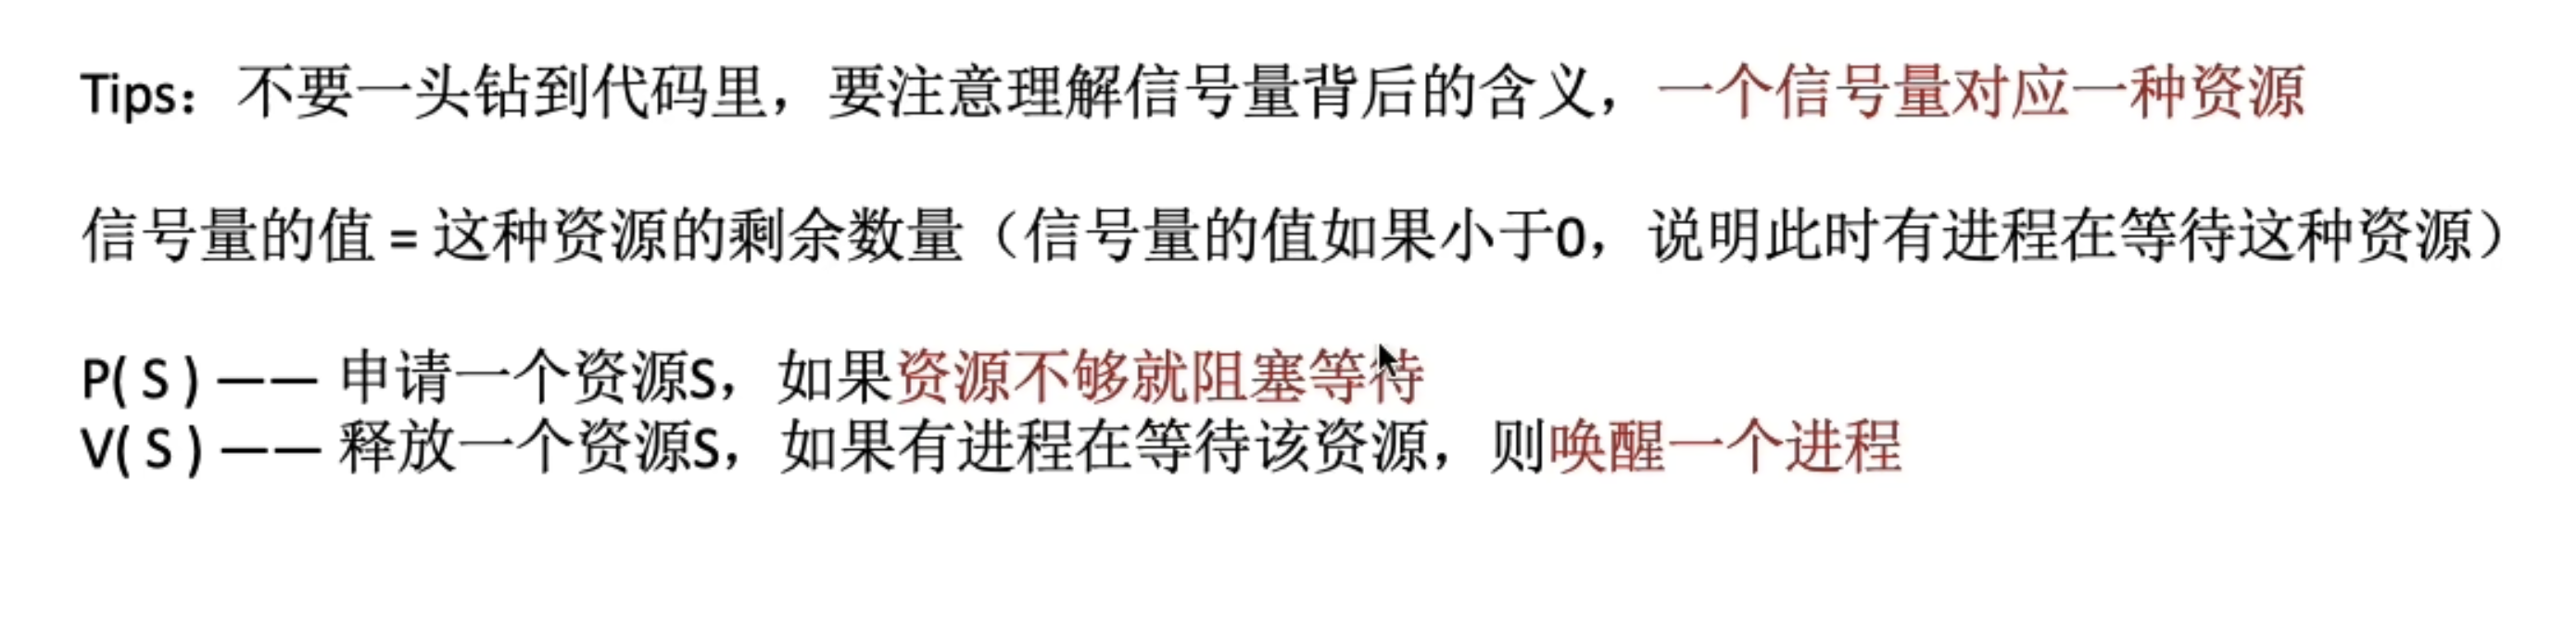 Tips：不要一头钻到代码里，要注意理解信号量背后的含义，一个信号量对应一种资源
信号量的值 = 这种资源的剩余数量（信号量的值如果小于0，说明此时有进程在等待这种资源）
P( S ) —— 申请一个资源S，如果资源不够就阻塞等待
V( S ) —— 释放一个资源S，如果有进程在等待该资源，则唤醒一个进程